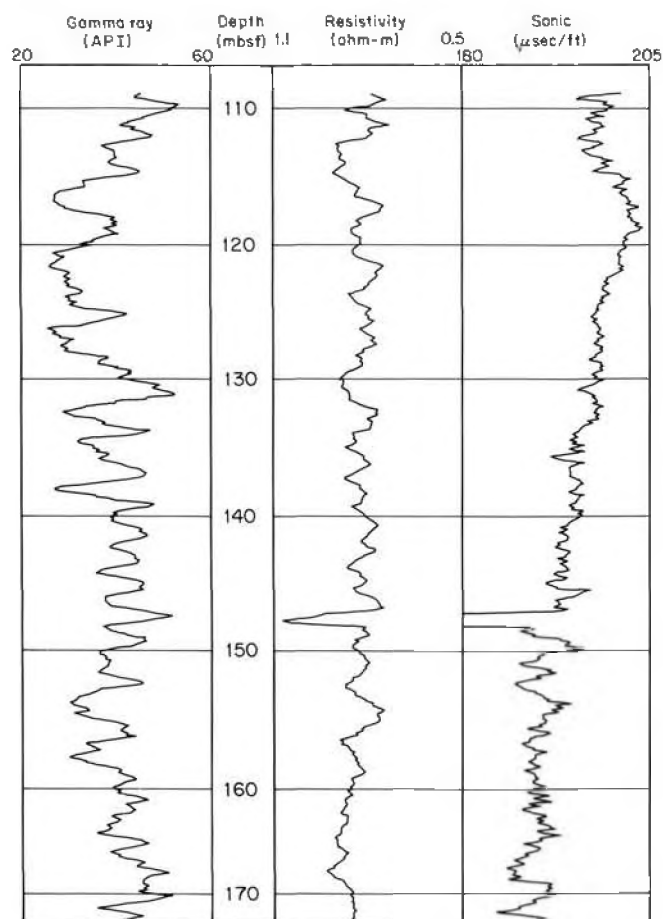 Gamma ray Depth Resistivity Sonic
(API) (mbsf) 1.1 (ohm-m) 0.5 (μsec/ft)
20 60 180 205
110
120
130
140
150
160
170